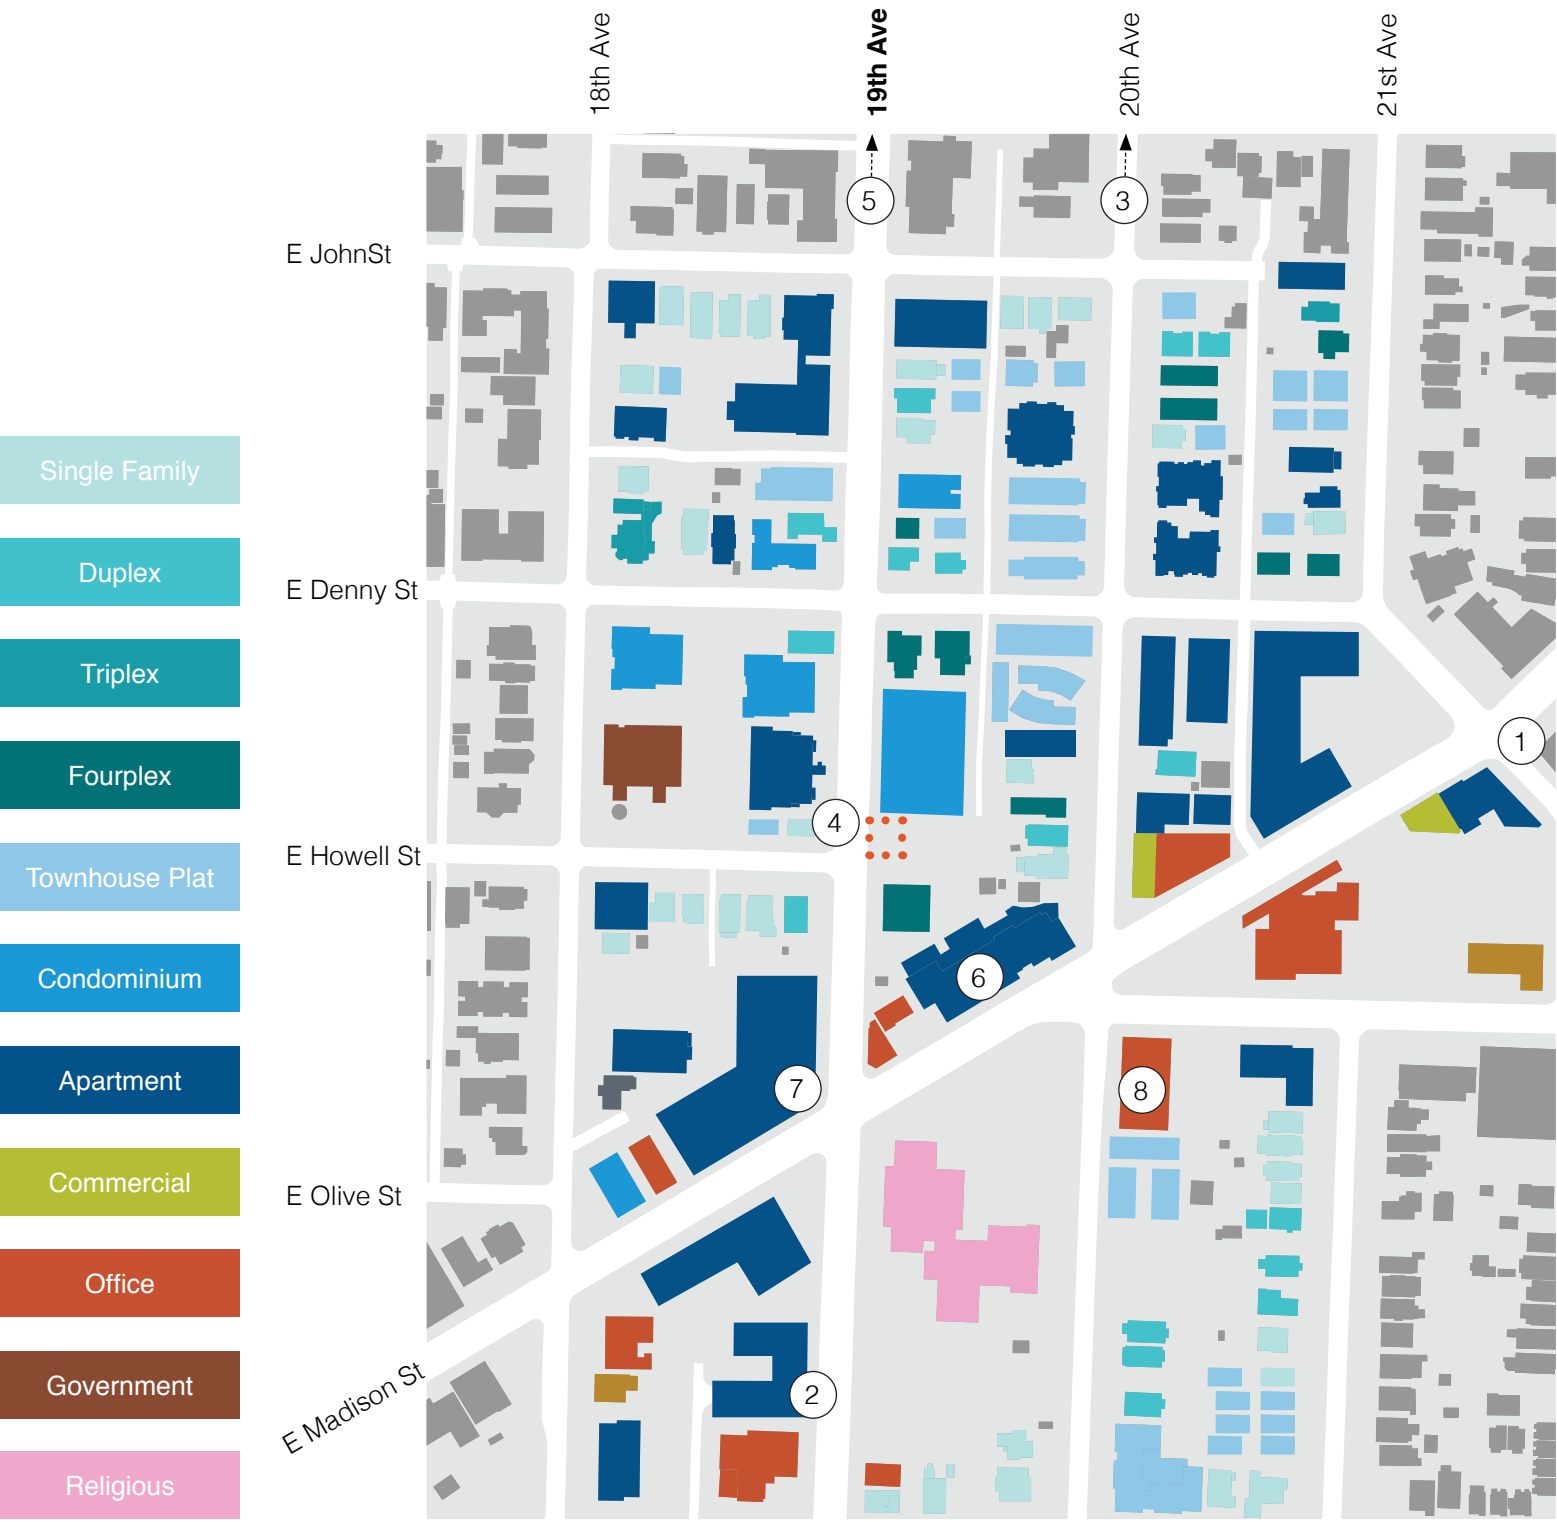 18th Ave
19th Ave
20th Ave
21st Ave
5
3
E JohnSt
Single Family
Duplex
E Denny St
Triplex
1
Fourplex
4
E Howell St
Townhouse Plat
Condominium
6
Apartment
7
8
Commercial
E Olive St
Office
Government
2
E Madison St
Religious